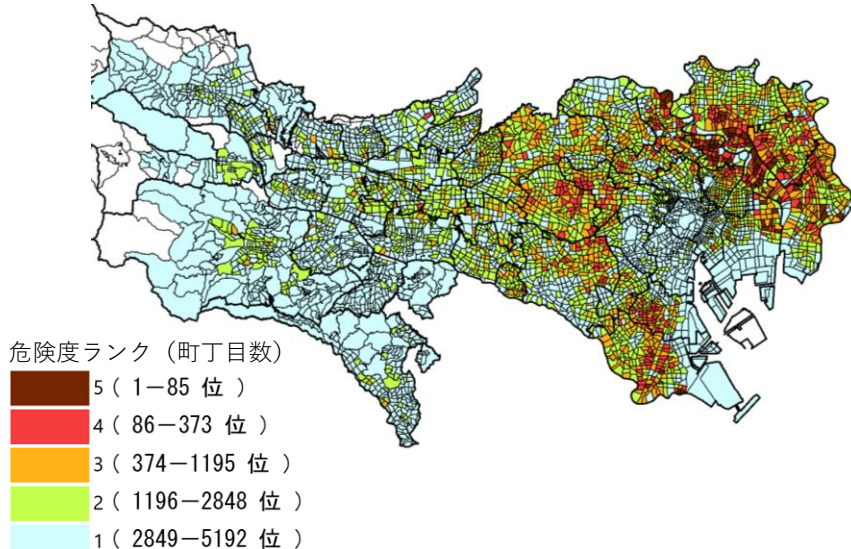 危険度ランク（町丁目数）
5（ 1－85 位 ）
4（ 86－373 位 ）
3（ 374－1195 位 ）
2（ 1196－2848 位 ）
1（ 2849－5192 位 ）